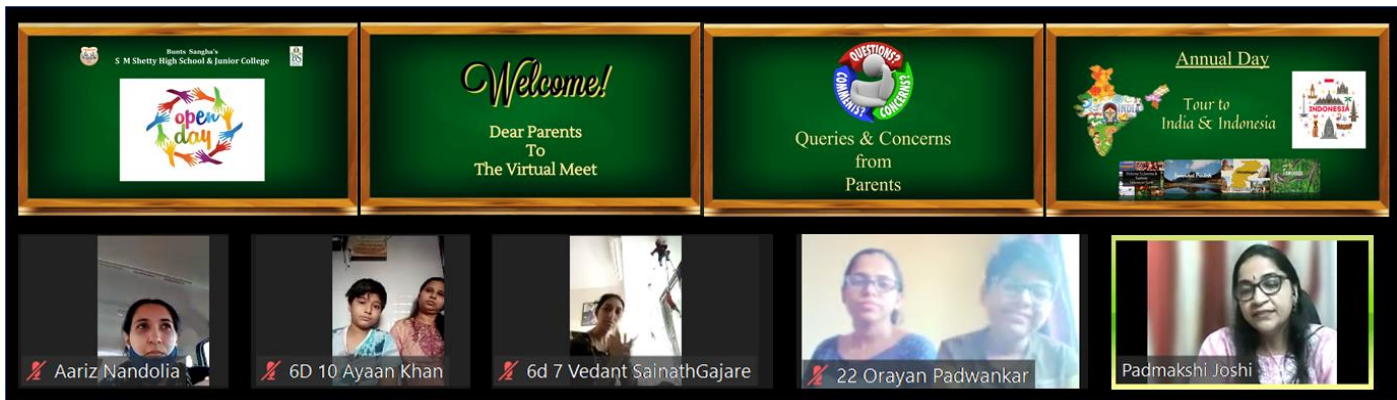 Bunts Sangha's
S M Shetty High School & Junior College
open
day
Welcome!
Dear Parents
To
The Virtual Meet
QUESTIONS?
COMMENTS?
CONCERNS?
Queries & Concerns
from
Parents
Annual Day
INDIA
Tour to
India & Indonesia
INDONESIA
Aariz Nandolia
6D 10 Ayaan Khan
6d 7 Vedant SainathGajare
22 Orayan Padwankar
Padmakshi Joshi